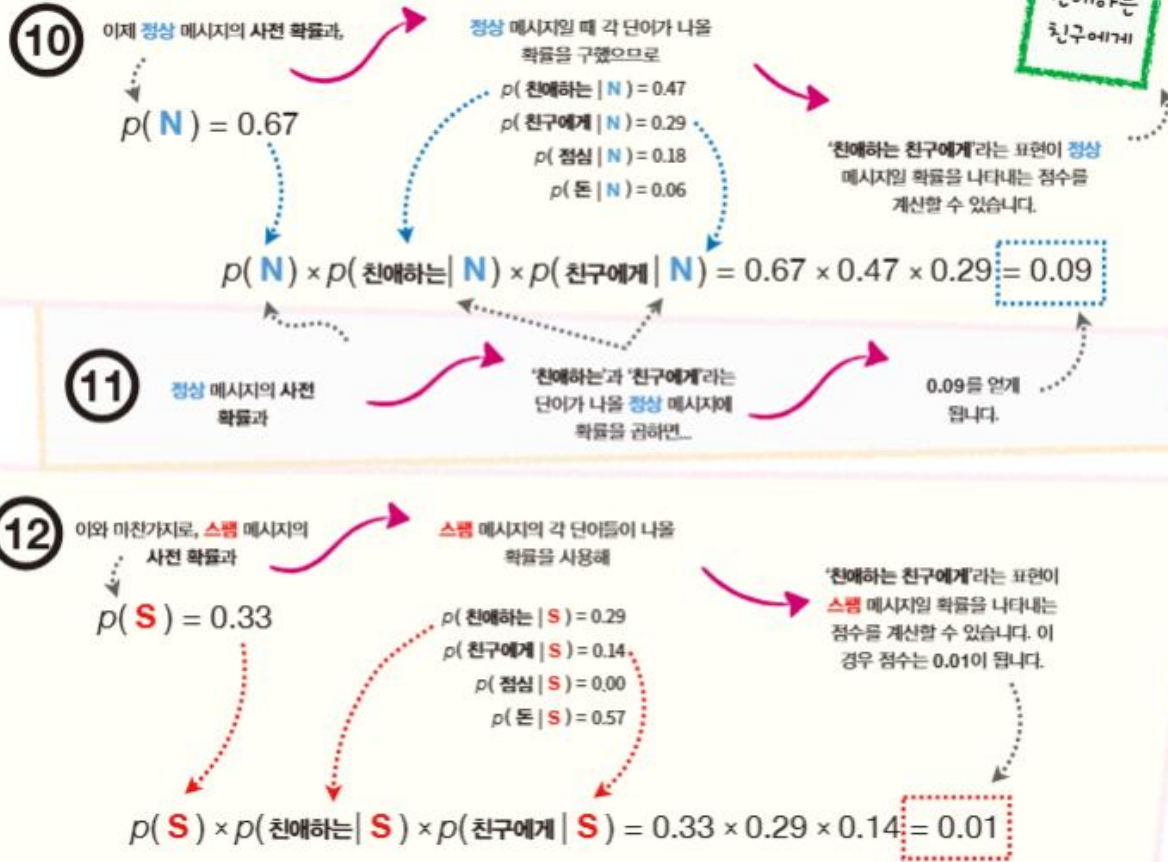 친애하는
친구에게
10
이제 정상 메시지의 사전 확률과,
p( N ) = 0.67
정상 메시지일 때 각 단어가 나올
확률을 구했으므로
p( 친애하는 | N ) = 0.47
p( 친구에게 | N ) = 0.29
p( 점심 | N ) = 0.18
p( 돈 | N ) = 0.06
'친애하는 친구에게'라는 표현이 정상
메시지일 확률을 나타내는 점수를
계산할 수 있습니다.
p( N ) × p( 친애하는 | N ) × p( 친구에게 | N ) = 0.67 × 0.47 × 0.29 = 0.09
11
정상 메시지의 사전
확률과
'친애하는'과 '친구에게'라는
단어가 나올 정상 메시지에
확률을 곱하면...
0.09를 얻게
됩니다.
12
이와 마찬가지로, 스팸 메시지의
사전 확률과
p( S ) = 0.33
스팸 메시지의 각 단어들이 나올
확률을 사용해
p( 친애하는 | S ) = 0.29
p( 친구에게 | S ) = 0.14
p( 점심 | S ) = 0.00
p( 돈 | S ) = 0.57
'친애하는 친구에게'라는 표현이
스팸 메시지일 확률을 나타내는
점수를 계산할 수 있습니다. 이
경우 점수는 0.01이 됩니다.
p( S ) × p( 친애하는 | S ) × p( 친구에게 | S ) = 0.33 × 0.29 × 0.14 = 0.01